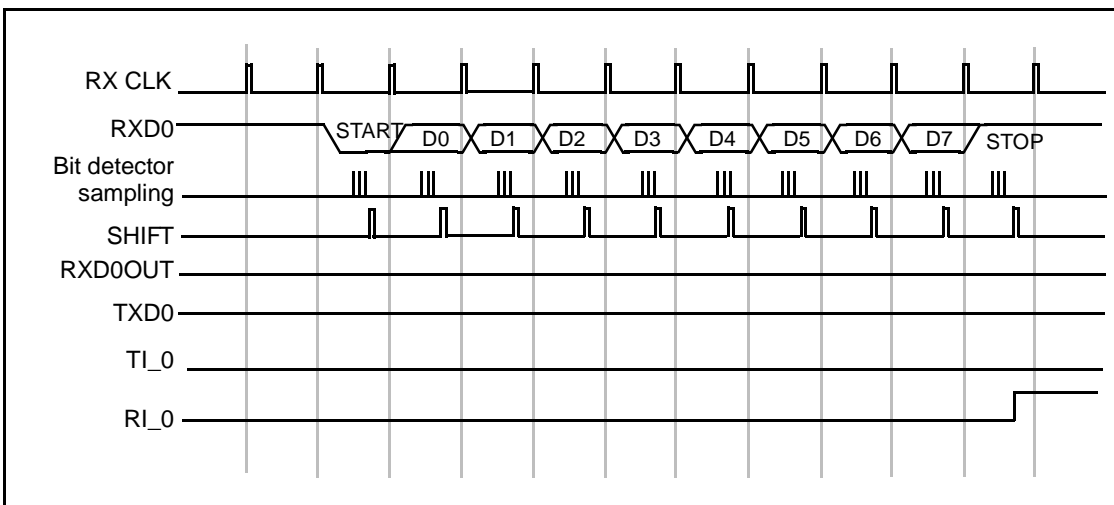 RX CLK
RXD0
START D0 D1 D2 D3 D4 D5 D6 D7 STOP
Bit detector
sampling
SHIFT
RXD0OUT
TXD0
TI_0
RI_0